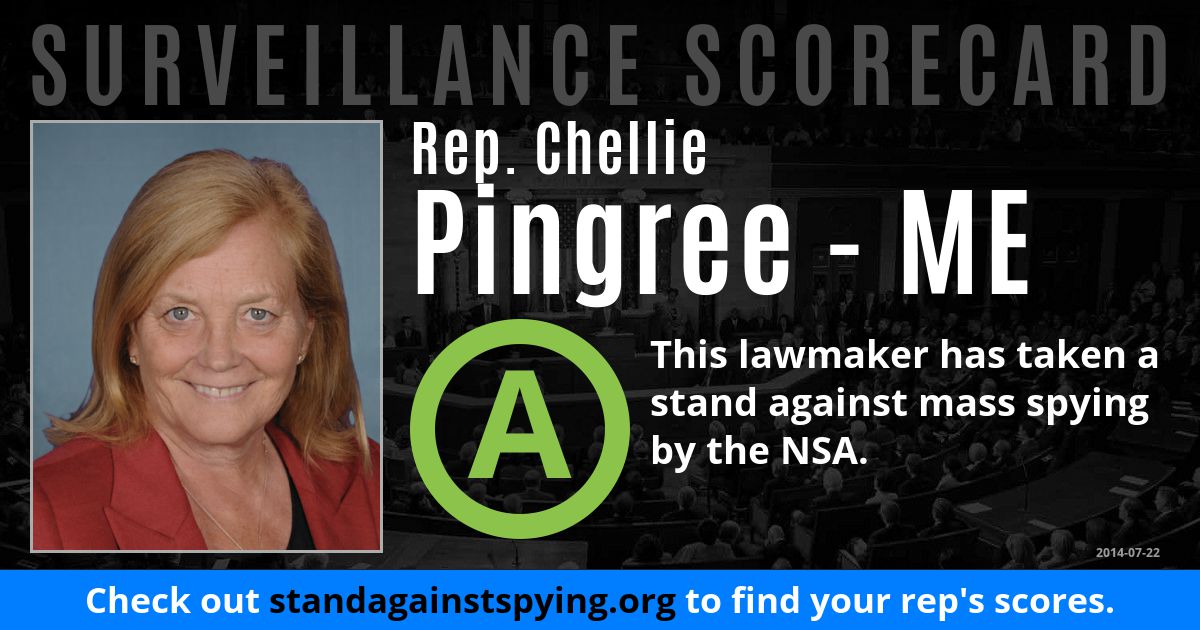 SURVEILLANCE SCORECARD
Rep. Chellie
Pingree - ME
A
This lawmaker has taken a
stand against mass spying
by the NSA.
2014-07-22
Check out standagainstspying.org to find your rep's scores.